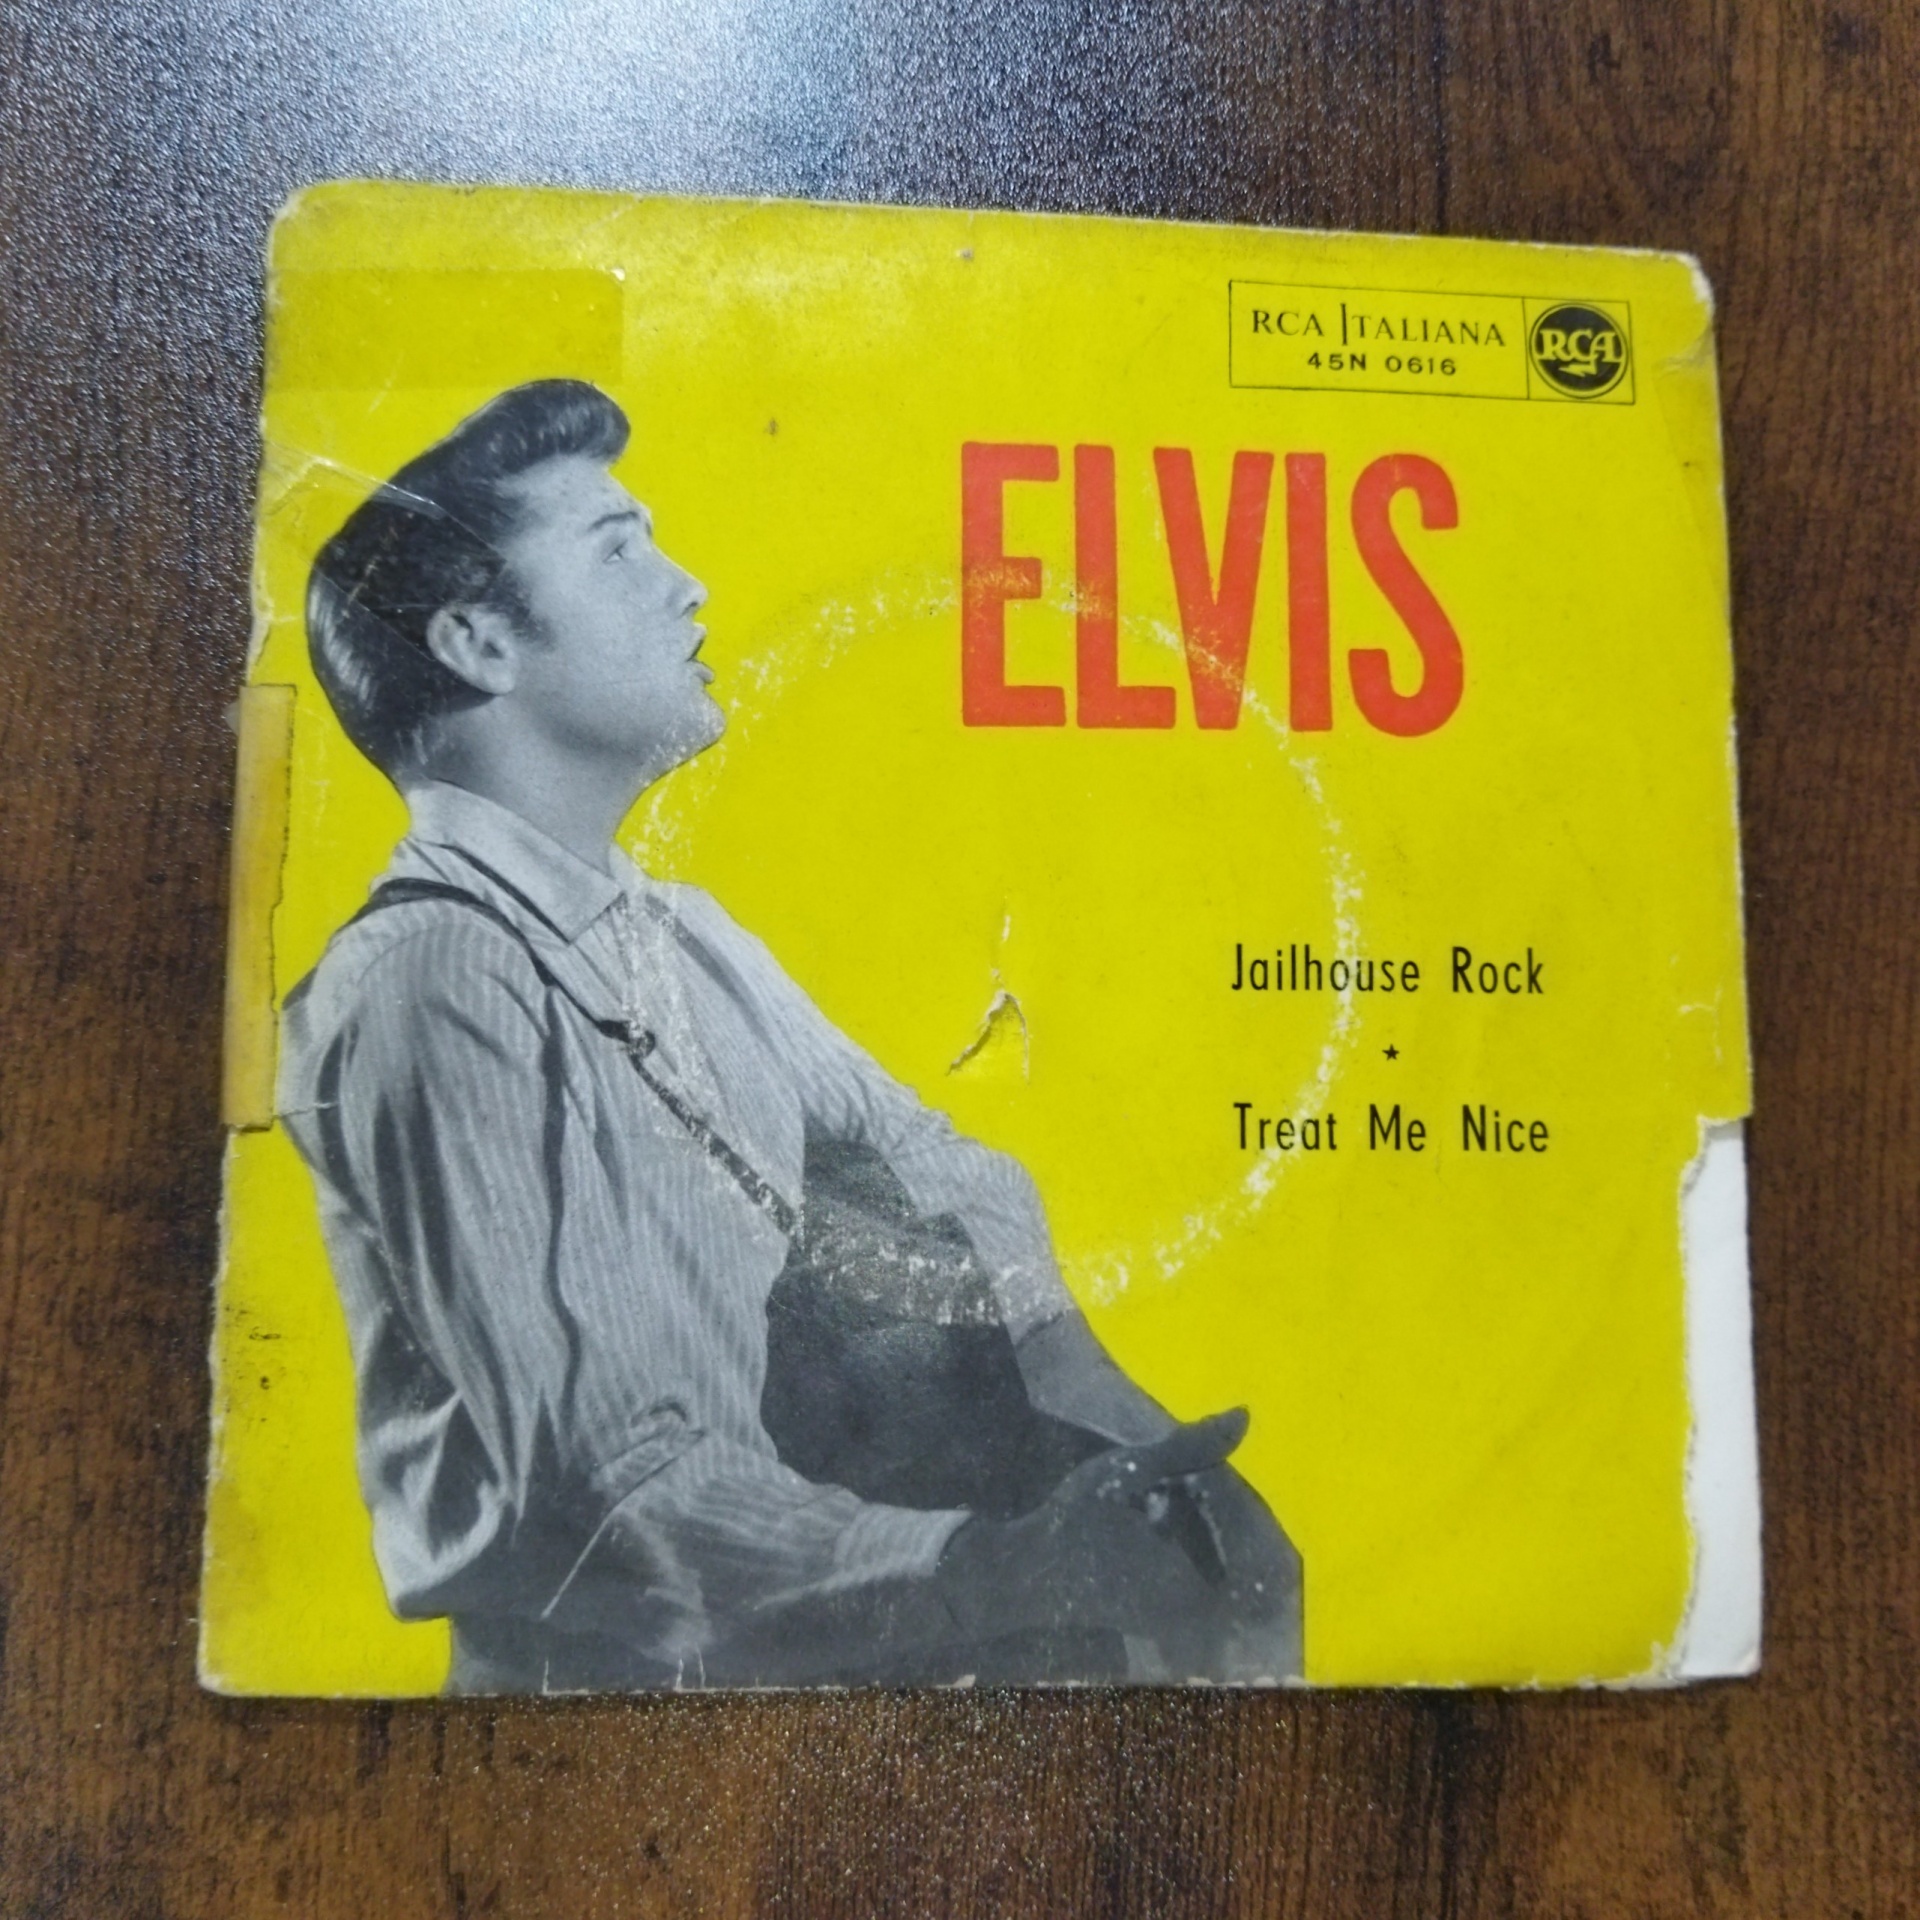 RCA ITALIANA
45N 0616
RCA
ELVIS
Jailhouse Rock
★
Treat Me Nice